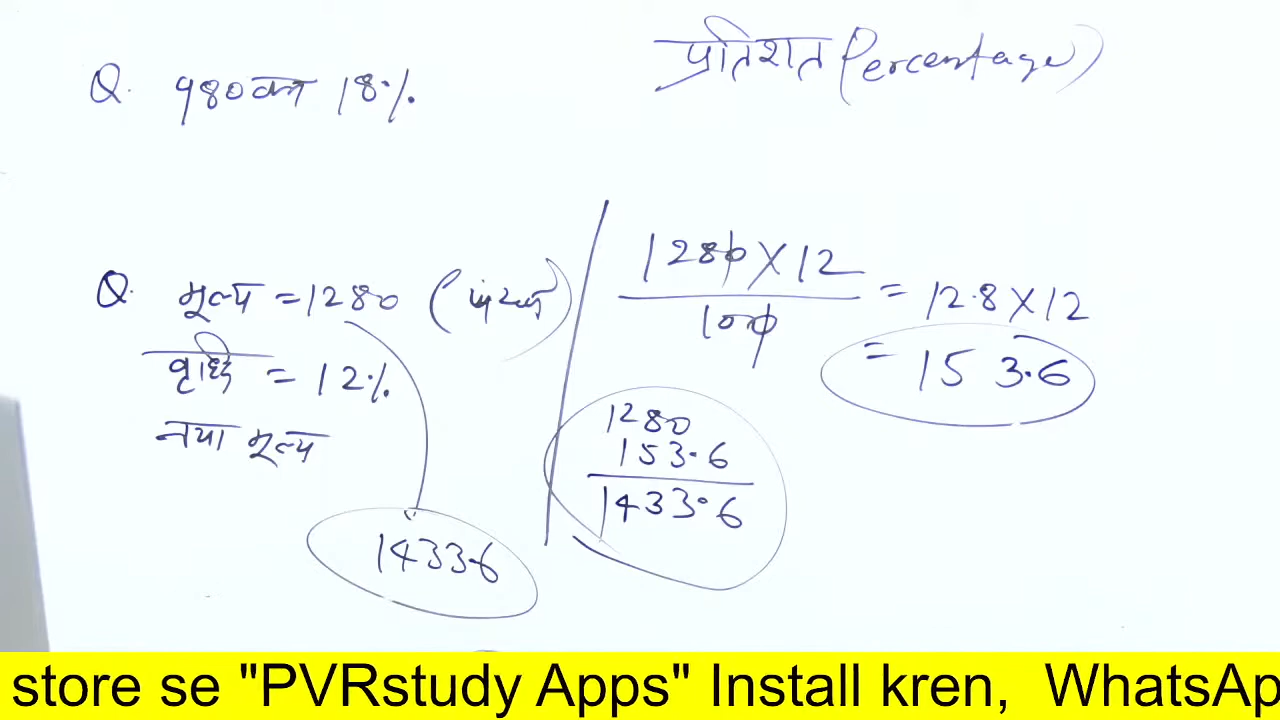 प्रतिशत (Percentage)
Q. 980 का 18%
Q. मूल्य = 1280
वृध्दि = 12%
नया मूल्य
1433.6
1280 X 12
100
= 12.8 X 12
= 153.6
1280
153.6
1433.6
store se "PVRstudy Apps" Install kren, WhatsAp